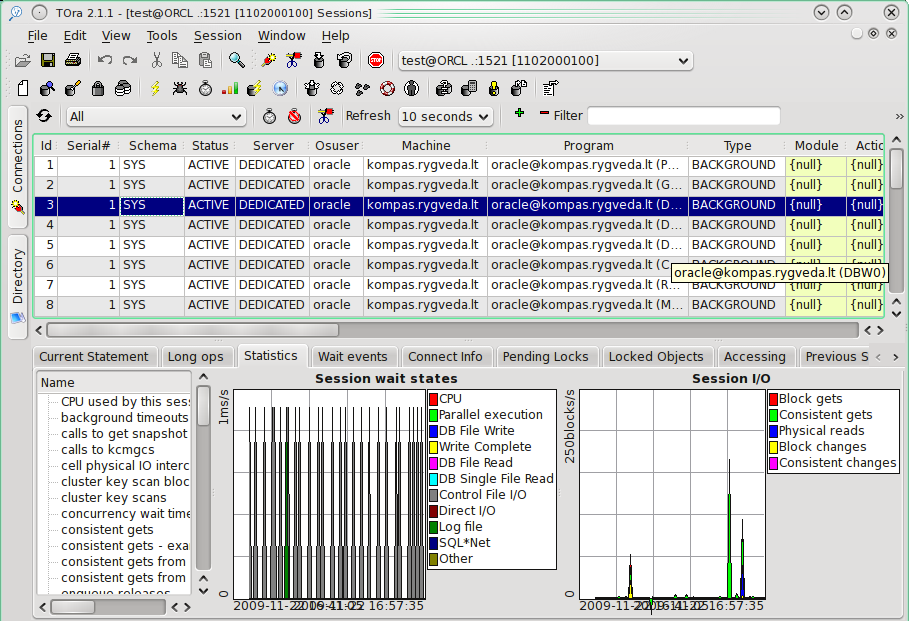 TOra 2.1.1 - [test@ORCL .:1521 [1102000100] Sessions]
File Edit View Tools Session Window Help
STOP test@ORCL .:1521 [1102000100]
All Refresh 10 seconds Filter
Connections
Directory
Id Serial# Schema Status Server Osuser Machine Program Type Module Actio
1 1 SYS ACTIVE DEDICATED oracle kompas.rygveda.lt oracle@kompas.rygveda.lt (P... BACKGROUND {null} {null}
2 1 SYS ACTIVE DEDICATED oracle kompas.rygveda.lt oracle@kompas.rygveda.lt (G... BACKGROUND {null} {null}
3 1 SYS ACTIVE DEDICATED oracle kompas.rygveda.lt oracle@kompas.rygveda.lt (D... BACKGROUND {null} {null}
4 1 SYS ACTIVE DEDICATED oracle kompas.rygveda.lt oracle@kompas.rygveda.lt (D... BACKGROUND {null} {null}
5 1 SYS ACTIVE DEDICATED oracle kompas.rygveda.lt oracle@kompas.rygveda.lt (D... BACKGROUND {null} {null}
6 1 SYS ACTIVE DEDICATED oracle kompas.rygveda.lt oracle@kompas.rygveda.lt (C... BACKGROUND {null} {null}
oracle@kompas.rygveda.lt (DBW0)
7 1 SYS ACTIVE DEDICATED oracle kompas.rygveda.lt oracle@kompas.rygveda.lt (R... BACKGROUND {null} {null}
8 1 SYS ACTIVE DEDICATED oracle kompas.rygveda.lt oracle@kompas.rygveda.lt (M... BACKGROUND {null} {null}
Current Statement Long ops Statistics Wait events Connect Info Pending Locks Locked Objects Accessing Previous S
Name
CPU used by this ses
background timeouts
calls to get snapshot
calls to kcmgcs
cell physical IO interc
cluster key scan bloc
cluster key scans
concurrency wait time
consistent gets
consistent gets - exa
consistent gets from
consistent gets from
enqueue releases
Session wait states
1ms/s
0
CPU
Parallel execution
DB File Write
Write Complete
DB File Read
DB Single File Read
Control File I/O
Direct I/O
Log file
SQL*Net
Other
16:57:35
Session I/O
250blocks/s
0
Block gets
Consistent gets
Physical reads
Block changes
Consistent changes
16:57:35